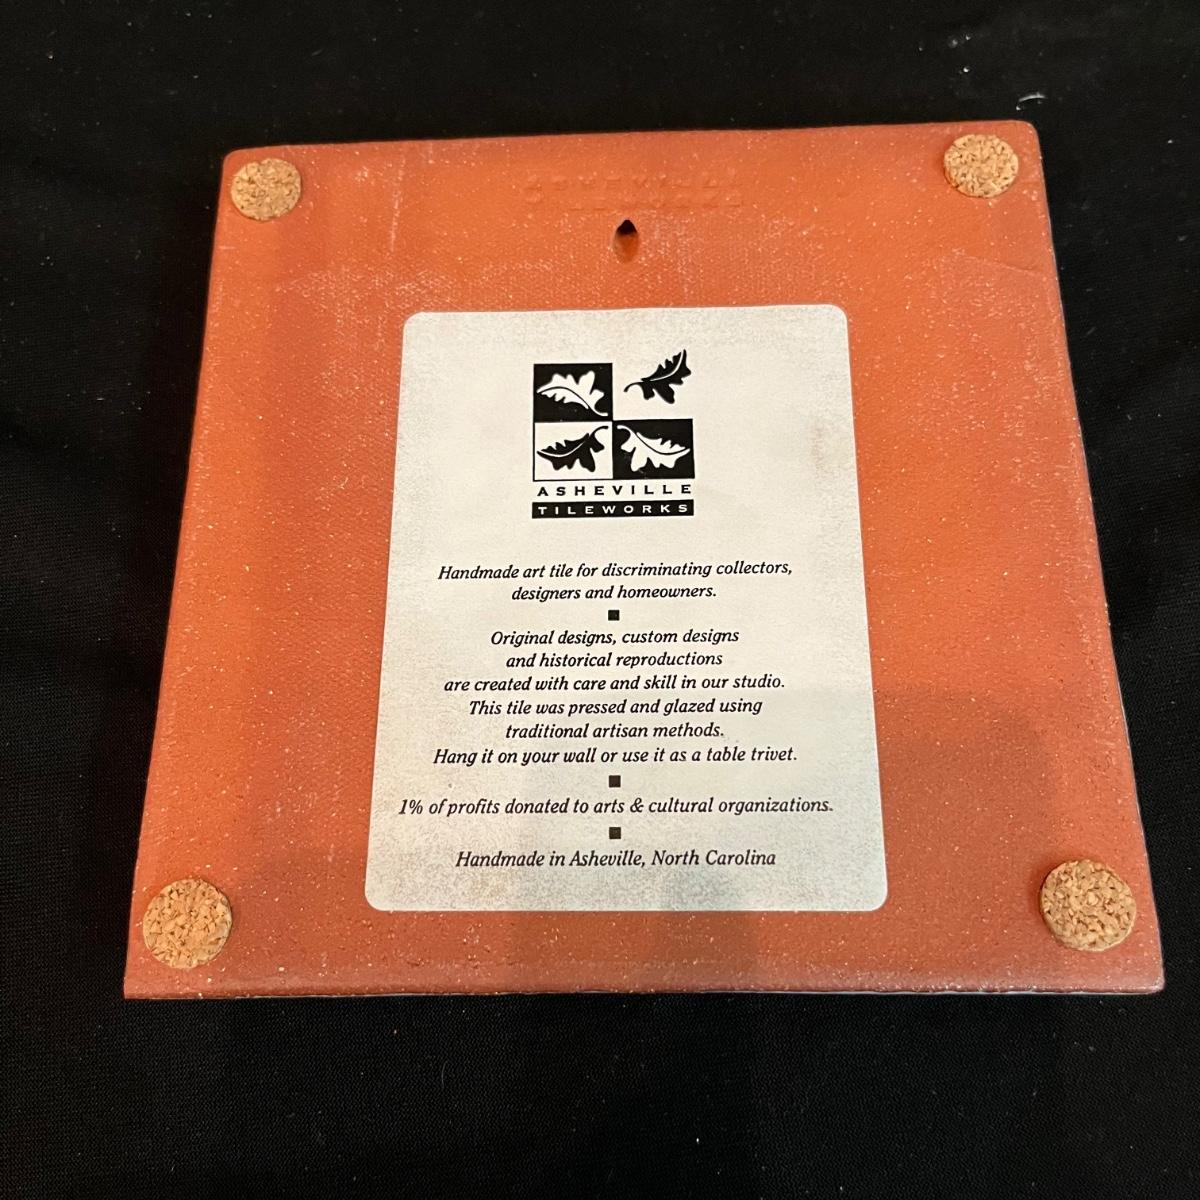 ASHEVILLE
ASHEVILLE
TILEWORKS
Handmade art tile for discriminating collectors,
designers and homeowners.
Original designs, custom designs
and historical reproductions
are created with care and skill in our studio.
This tile was pressed and glazed using
traditional artisan methods.
Hang it on your wall or use it as a table trivet.
1% of profits donated to arts & cultural organizations.
Handmade in Asheville, North Carolina